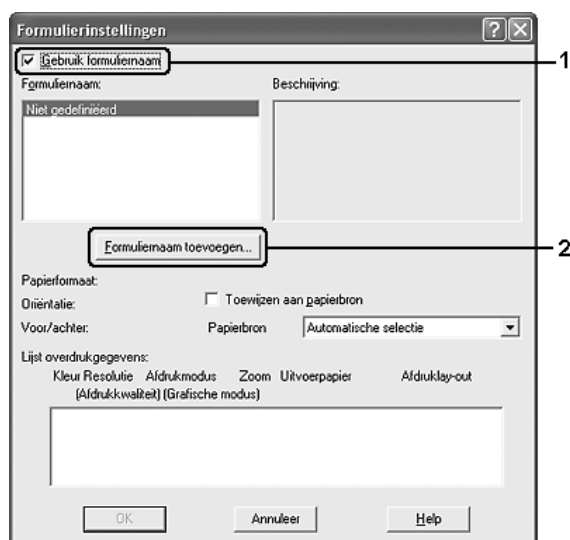 Formulierinstellingen
Gebruik formuliernaam
1
Formuliernaam:
Beschrijving:
Niet gedefiniëerd
Formuliernaam toevoegen...
2
Papierformaat:
Oriëntatie:
Toewijzen aan papierbron
Voor/achter:
Papierbron
Automatische selectie
Lijst overdrukgegevens:
Kleur Resolutie Afdrukmodus Zoom Uitvoerpapier Afdruklay-out
(Afdrukkwaliteit) (Grafische modus)
OK
Annuleer
Help